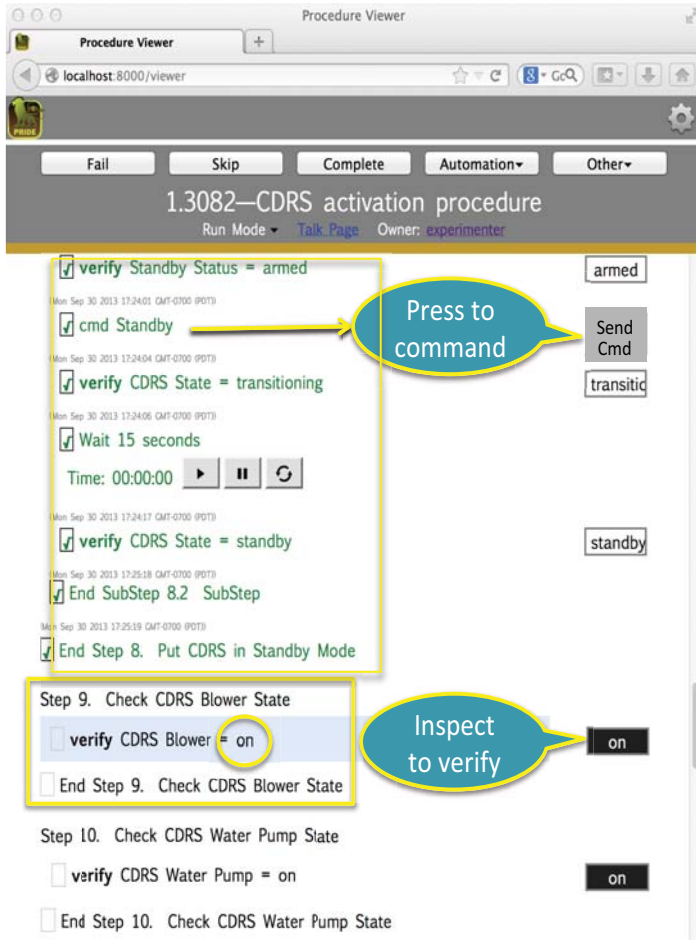 Procedure Viewer
Procedure Viewer +
localhost:8000/viewer
PRIDE
Fail Skip Complete Automation Other
1.3082—CDRS activation procedure
Run Mode Talk Page Owner: experimenter
verify Standby Status = armed armed
(Mon Sep 30 2013 17:24:01 GMT-0700 (PDT))
cmd Standby Press to command Send Cmd
(Mon Sep 30 2013 17:24:04 GMT-0700 (PDT))
verify CDRS State = transitioning transitic
(Mon Sep 30 2013 17:24:06 GMT-0700 (PDT))
Wait 15 seconds
Time: 00:00:00
(Mon Sep 30 2013 17:24:17 GMT-0700 (PDT))
verify CDRS State = standby standby
(Mon Sep 30 2013 17:25:18 GMT-0700 (PDT))
End SubStep 8.2 SubStep
(Mon Sep 30 2013 17:25:19 GMT-0700 (PDT))
End Step 8. Put CDRS in Standby Mode
Step 9. Check CDRS Blower State
verify CDRS Blower = on Inspect to verify on
End Step 9. Check CDRS Blower State
Step 10. Check CDRS Water Pump State
verify CDRS Water Pump = on on
End Step 10. Check CDRS Water Pump State